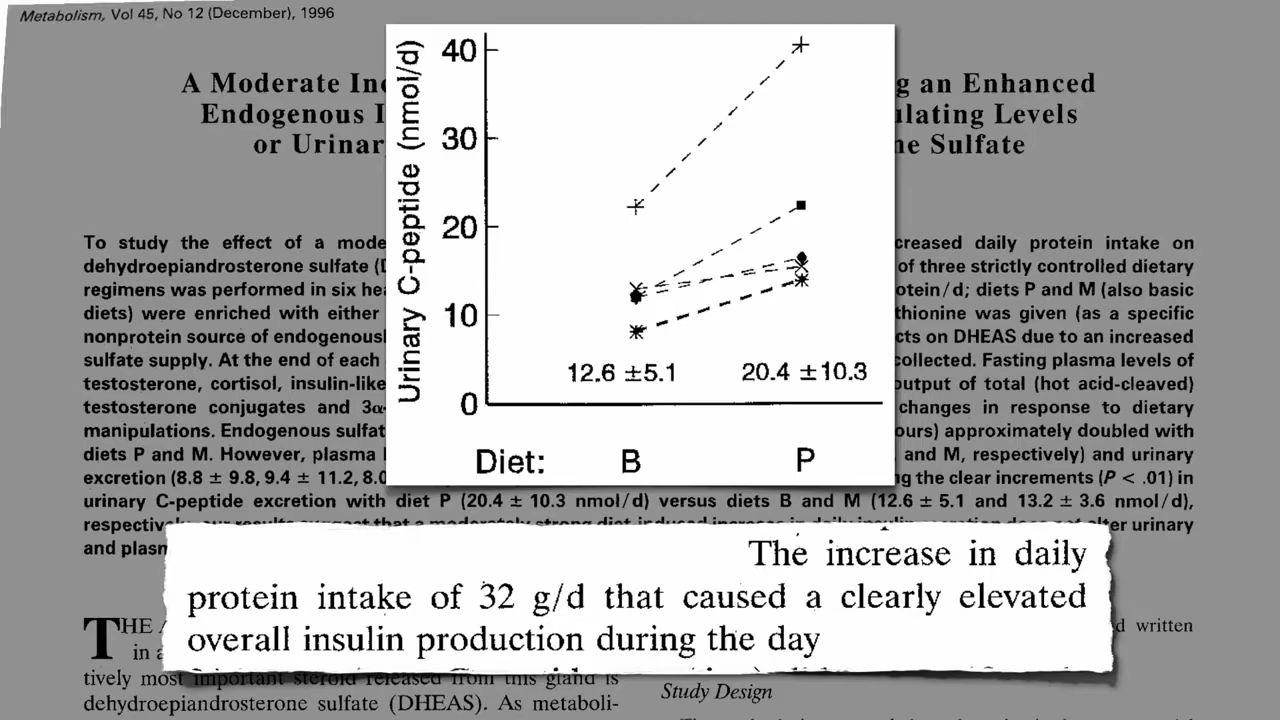 Metabolism, Vol 45, No 12 (December), 1996
A Moderate Inc g an Enhanced
Endogenous I ulating Levels
or Urinar ne Sulfate
Urinary C-peptide (nmol/d)
40
30
20
10
0
12.6 ±5.1 20.4 ±10.3
Diet: B P
To study the effect of a mode creased daily protein intake on
dehydroepiandrosterone sulfate ( of three strictly controlled dietary
regimens was performed in six hea otein/d; diets P and M (also basic
diets) were enriched with either thionine was given (as a specific
nonprotein source of endogenousl cts on DHEAS due to an increased
sulfate supply. At the end of each collected. Fasting plasma levels of
testosterone, cortisol, insulin-like output of total (hot acid-cleaved)
testosterone conjugates and 3α- changes in response to dietary
manipulations. Endogenous sulfat ours) approximately doubled with
diets P and M. However, plasma and M, respectively) and urinary
excretion (8.8 ± 9.8, 9.4 ± 11.2, 8.0 ng the clear increments (P < .01) in
urinary C-peptide excretion with diet P (20.4 ± 10.3 nmol/d) versus diets B and M (12.6 ± 5.1 and 13.2 ± 3.6 nmol/d),
and plasm
The increase in daily
protein intake of 32 g/d that caused a clearly elevated
overall insulin production during the day
THE d written
in a
tively most important steroid released from this gland is
dehydroepiandrosterone sulfate (DHEAS). As metaboli-
Study Design